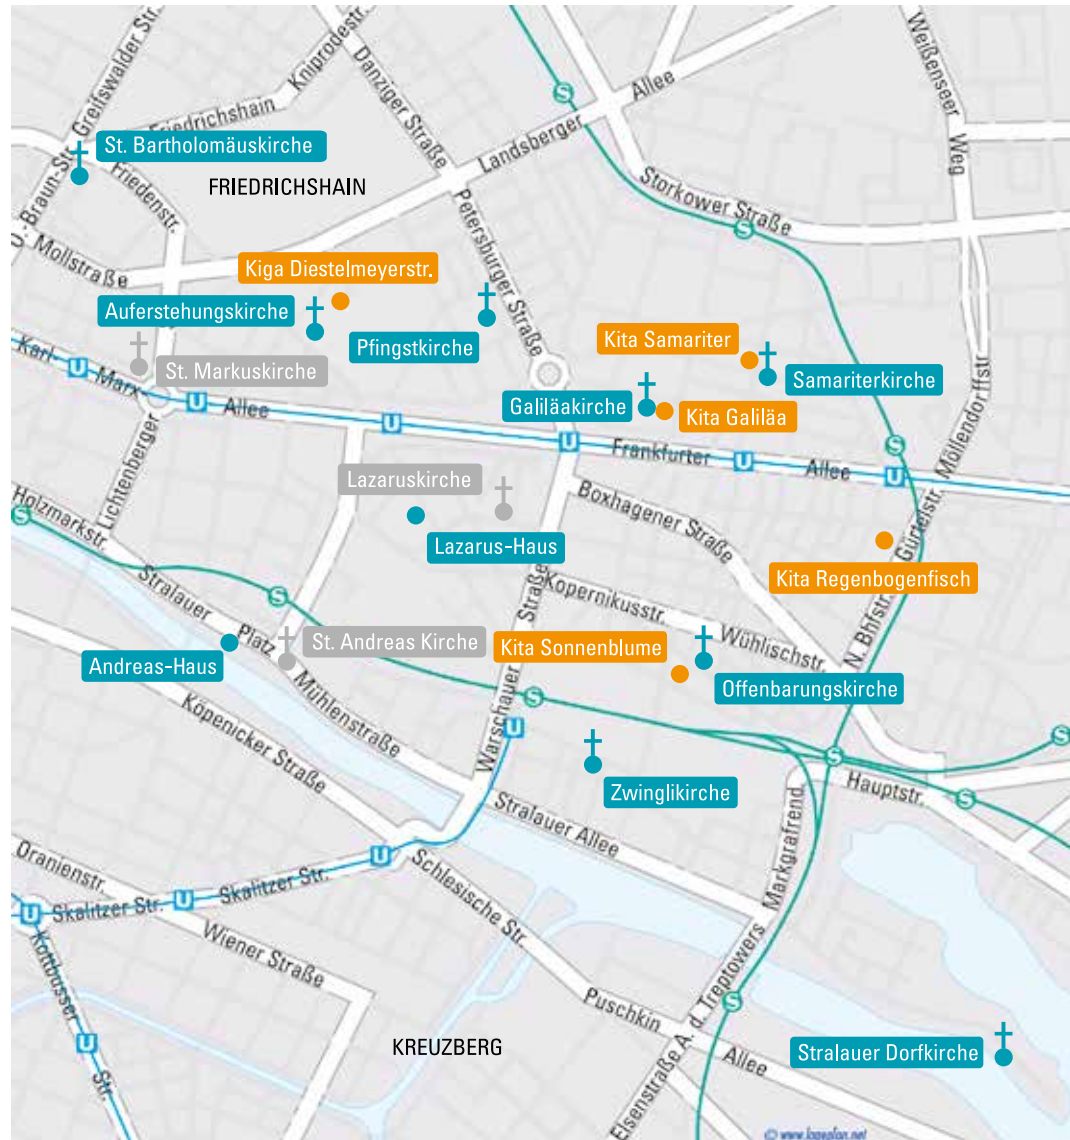 Greifswalder Str.
Kniprodestr.
Danziger Straße
Weißenseer Weg
Friedrichshain
Landsberger Allee
St. Bartholomäuskirche
FRIEDRICHSHAIN
O.-Braun-Str.
Friedenstr.
Storkower Straße
Petersburger Straße
Mollstraße
Kiga Diestelmeyerstr.
Auferstehungskirche
Pfingstkirche
Kita Samariter
Samariterkirche
St. Markuskirche
Karl-Marx-Allee
Galiläakirche
Kita Galiläa
Möllendorffstr
Frankfurter Allee
Lichtenberger
Lazaruskirche
Lazarus-Haus
Boxhagener Straße
Holzmarkstr.
Gürtelstr.
Kita Regenbogenfisch
Stralauer Platz
Kopernikusstr.
Wühlischstr.
N. Bhfstr.
St. Andreas Kirche
Andreas-Haus
Kita Sonnenblume
Offenbarungskirche
Mühlenstraße
Warschauer Straße
Köpenicker Straße
Zwinglikirche
Hauptstr.
Stralauer Allee
Markgrafrend.
Oranienstr.
Skalitzer Str.
Skalitzer Str.
Schlesische Str.
Wiener Straße
Kottbusser Str.
Puschkin Allee
Elsenstraße A. d. Treptowers
KREUZBERG
Stralauer Dorfkirche
© www.lageplan.net
S
S
S
S
S
S
S
S
S
S
U
U
U
U
U
U
U
U
U
U
U